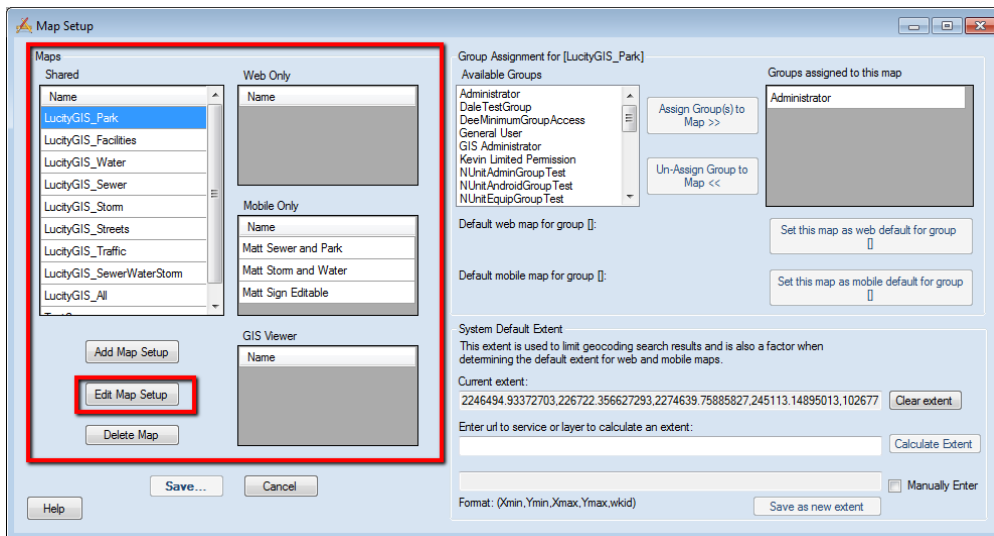 Map Setup
Maps
Shared
Name
LucityGIS_Park
LucityGIS_Facilities
LucityGIS_Water
LucityGIS_Sewer
LucityGIS_Storm
LucityGIS_Streets
LucityGIS_Traffic
LucityGIS_SewerWaterStorm
LucityGIS_All
Add Map Setup
Edit Map Setup
Delete Map
Web Only
Name
Mobile Only
Name
Matt Sewer and Park
Matt Storm and Water
Matt Sign Editable
GIS Viewer
Name
Save...
Cancel
Help
Group Assignment for [LucityGIS_Park]
Available Groups
Administrator
DaleTestGroup
DeeMinimumGroupAccess
General User
GIS Administrator
Kevin Limited Permission
NUnitAdminGroupTest
NUnitAndroidGroupTest
NUnitEquipGroupTest
Assign Group(s) to
Map >>
Un-Assign Group to
Map <<
Groups assigned to this map
Administrator
Default web map for group []:
Set this map as web default for group
[]
Default mobile map for group []:
Set this map as mobile default for group
[]
System Default Extent
This extent is used to limit geocoding search results and is also a factor when
determining the default extent for web and mobile maps.
Current extent:
2246494.93372703,226722.356627293,2274639.75885827,245113.14895013,102677
Clear extent
Enter url to service or layer to calculate an extent:
Calculate Extent
Manually Enter
Format: (Xmin,Ymin,Xmax,Ymax,wkid)
Save as new extent